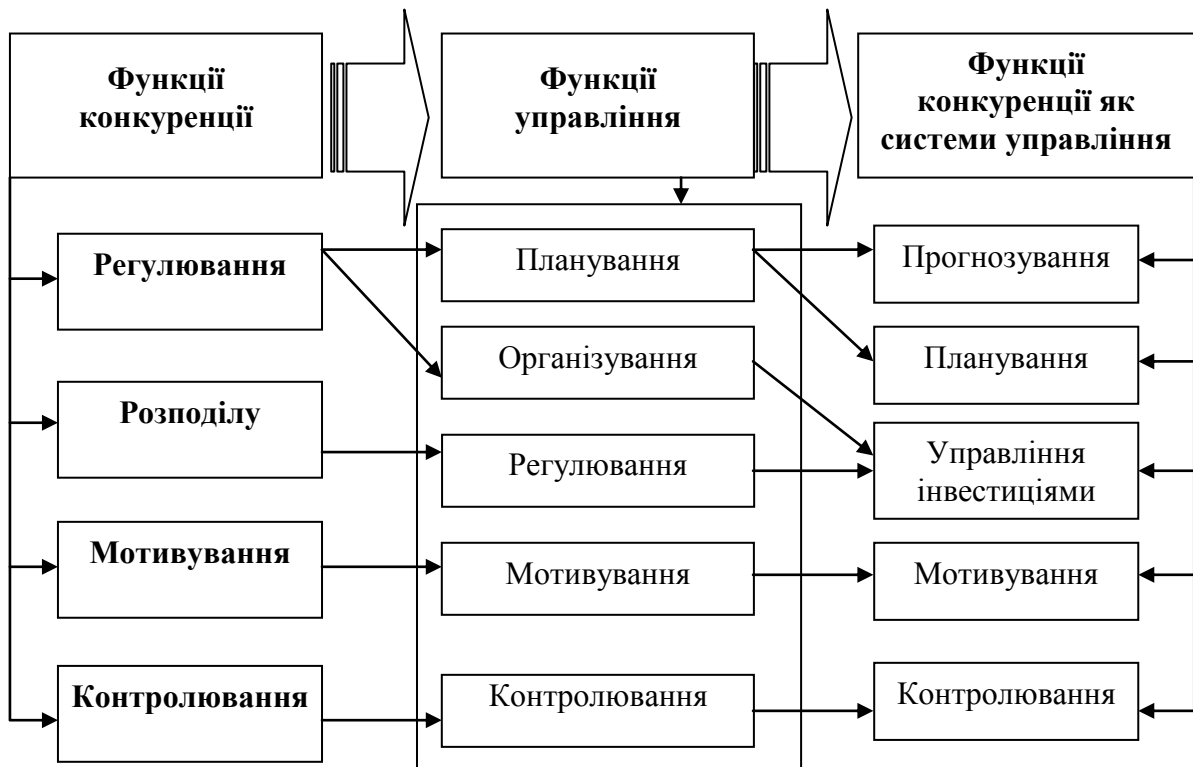 Функції
конкуренції
Функції
управління
Функції
конкуренції як
системи управління
Регулювання
Планування
Прогнозування
Організування
Планування
Розподілу
Регулювання
Управління
інвестиціями
Мотивування
Мотивування
Мотивування
Контролювання
Контролювання
Контролювання